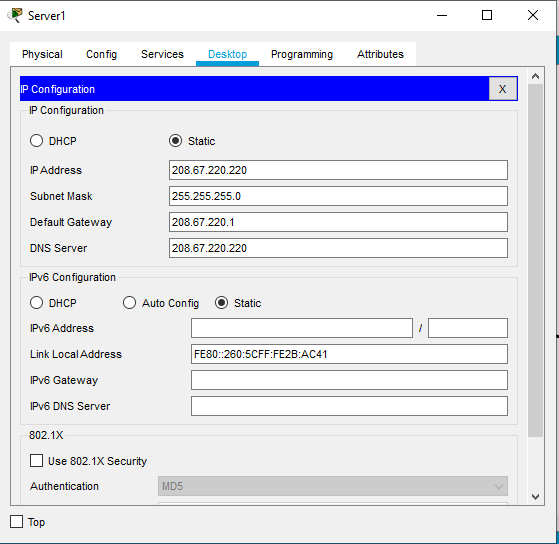 Server1
Physical Config Services Desktop Programming Attributes
IP Configuration X
IP Configuration
DHCP Static
IP Address 208.67.220.220
Subnet Mask 255.255.255.0
Default Gateway 208.67.220.1
DNS Server 208.67.220.220
IPv6 Configuration
DHCP Auto Config Static
IPv6 Address /
Link Local Address FE80::260:5CFF:FE2B:AC41
IPv6 Gateway
IPv6 DNS Server
802.1X
Use 802.1X Security
Authentication MD5
Top